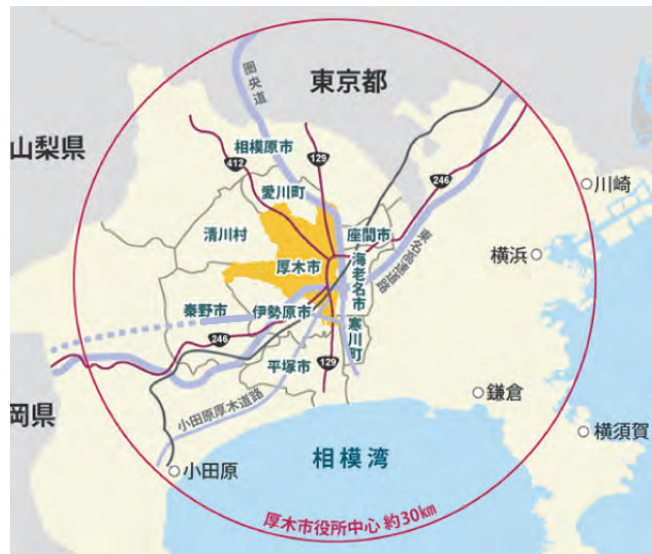 東京都
圏央道
山梨県
相模原市
412
129
246
川崎
愛川町
清川村
座間市
横浜
厚木市
海老名市
東名高速道路
秦野市
伊勢原市
寒川町
246
平塚市
129
鎌倉
岡県
小田原厚木道路
横須賀
小田原
相模湾
厚木市役所中心 約30㎞